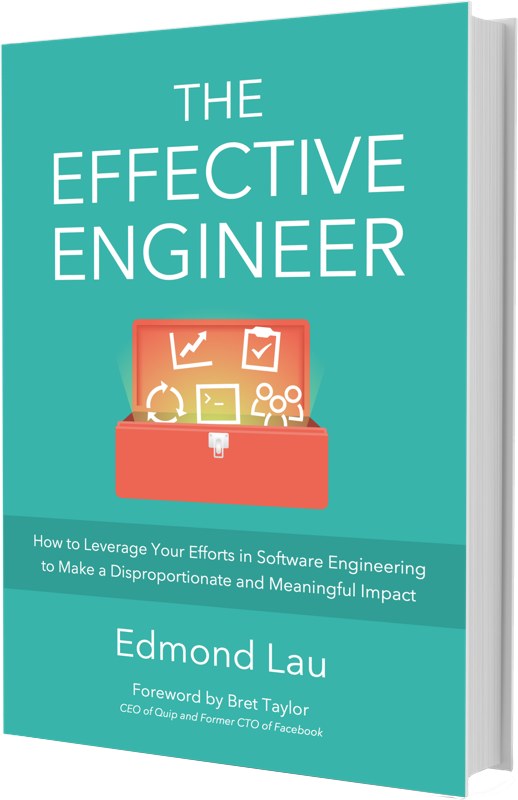 THE
EFFECTIVE
ENGINEER
How to Leverage Your Efforts in Software Engineering
to Make a Disproportionate and Meaningful Impact
Edmond Lau
Foreword by Bret Taylor
CEO of Quip and Former CTO of Facebook